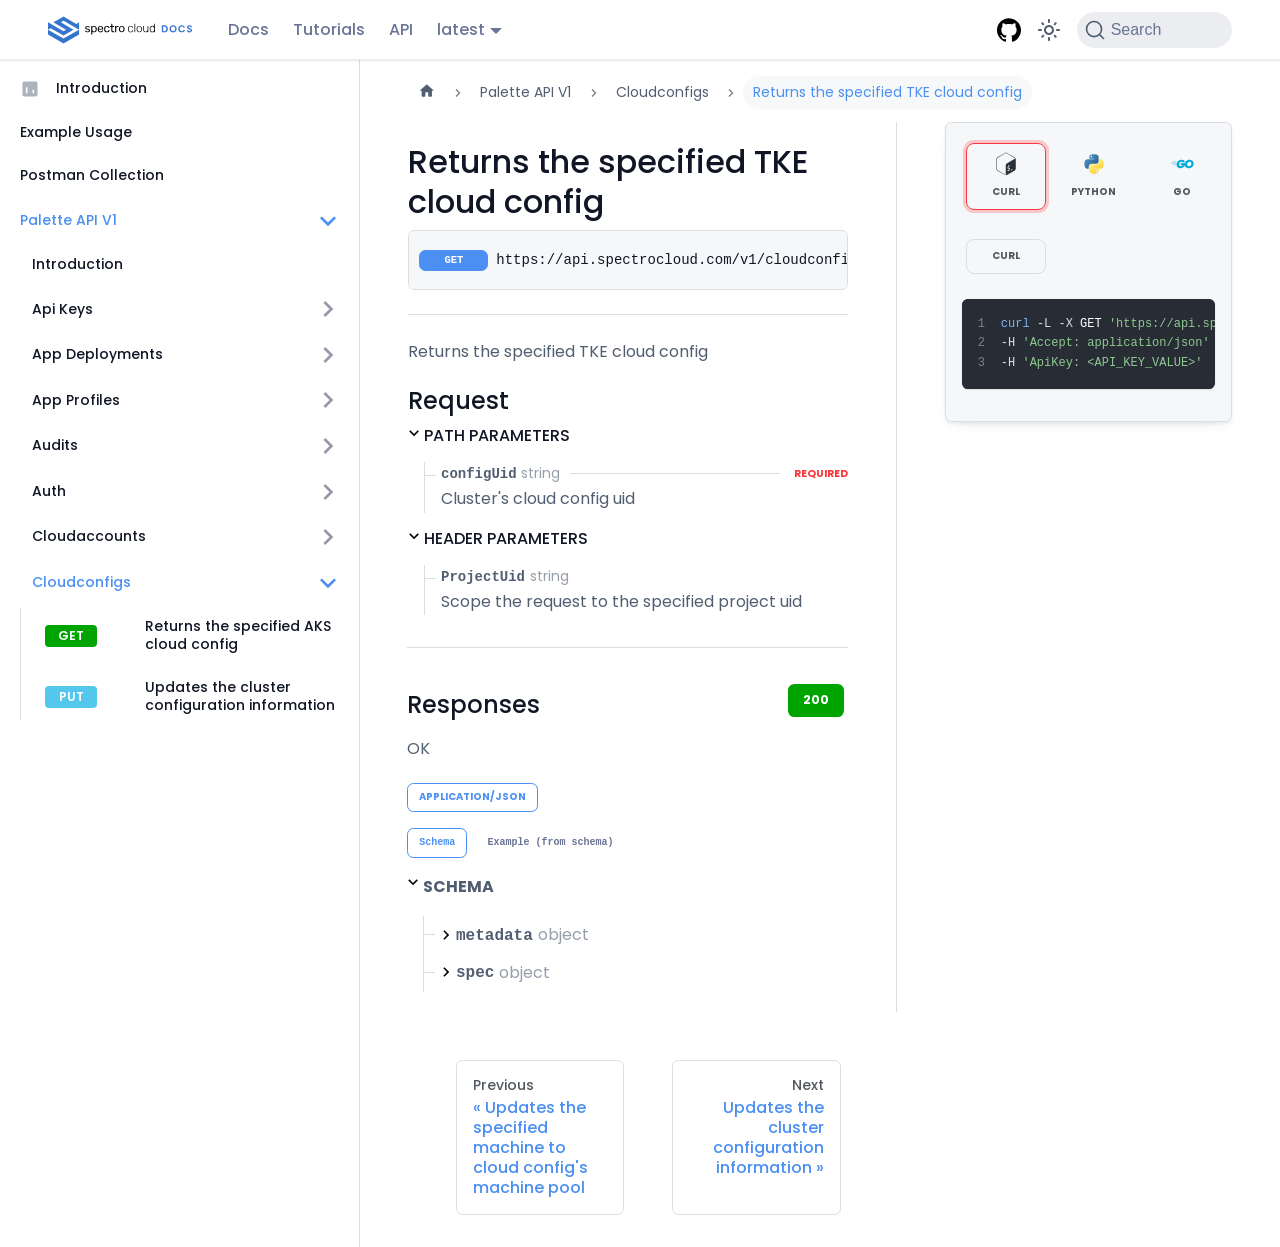 spectro cloud DOCS
Docs
Tutorials
API
latest
Search
Introduction
Example Usage
Postman Collection
Palette API V1
Introduction
Api Keys
App Deployments
App Profiles
Audits
Auth
Cloudaccounts
Cloudconfigs
GET
Returns the specified AKS
cloud config
PUT
Updates the cluster
configuration information
Palette API V1
Cloudconfigs
Returns the specified TKE cloud config
Returns the specified TKE
cloud config
GET https://api.spectrocloud.com/v1/cloudconfi
Returns the specified TKE cloud config
Request
PATH PARAMETERS
configUid string REQUIRED
Cluster's cloud config uid
HEADER PARAMETERS
ProjectUid string
Scope the request to the specified project uid
Responses
200
OK
APPLICATION/JSON
Schema
Example (from schema)
SCHEMA
metadata object
spec object
Previous
« Updates the
specified
machine to
cloud config's
machine pool
Next
Updates the
cluster
configuration
information »
CURL
PYTHON
GO
CURL
1 curl -L -X GET 'https://api.sp
2 -H 'Accept: application/json'
3 -H 'ApiKey: <API_KEY_VALUE>'